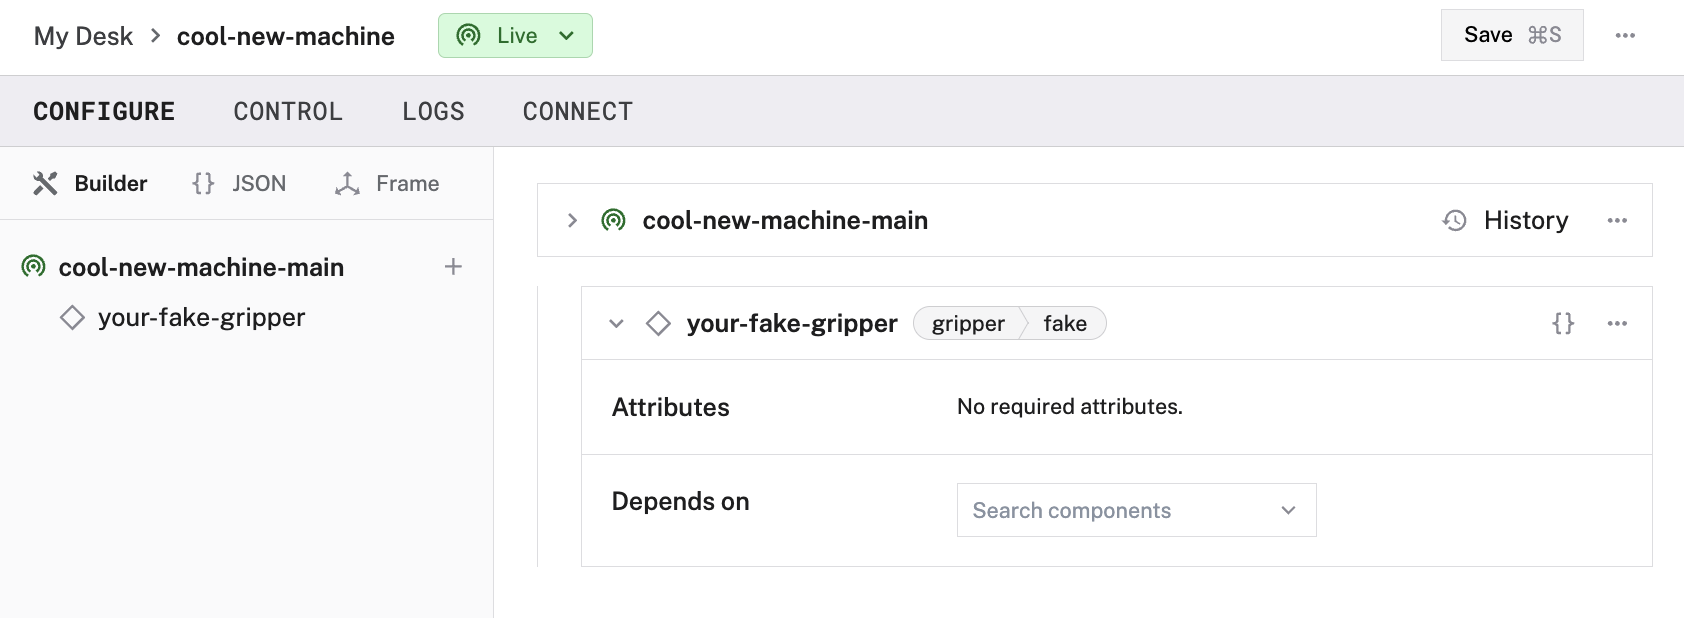 My Desk > cool-new-machine Live Save ⌘S ...
CONFIGURE CONTROL LOGS CONNECT
Builder {} JSON Frame
cool-new-machine-main +
your-fake-gripper
cool-new-machine-main History ...
your-fake-gripper gripper fake {} ...
Attributes No required attributes.
Depends on Search components